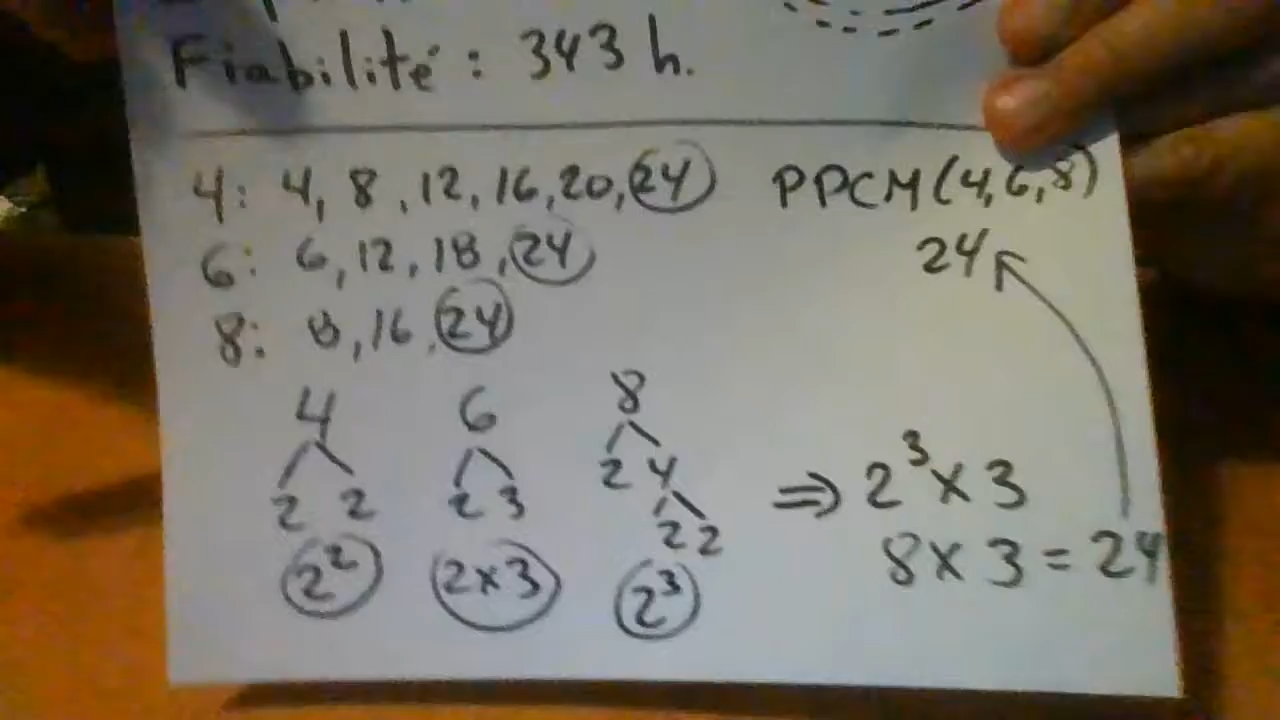 Fiabilité : 343 h.
4: 4, 8, 12, 16, 20, 24 PPCM (4, 6, 8)
6: 6, 12, 18, 24 24
8: 8, 16, 24
4 6 8
2 2 2 3 2 4
2 2
2² 2x3 2³
⇒ 2³ x 3
8 x 3 = 24